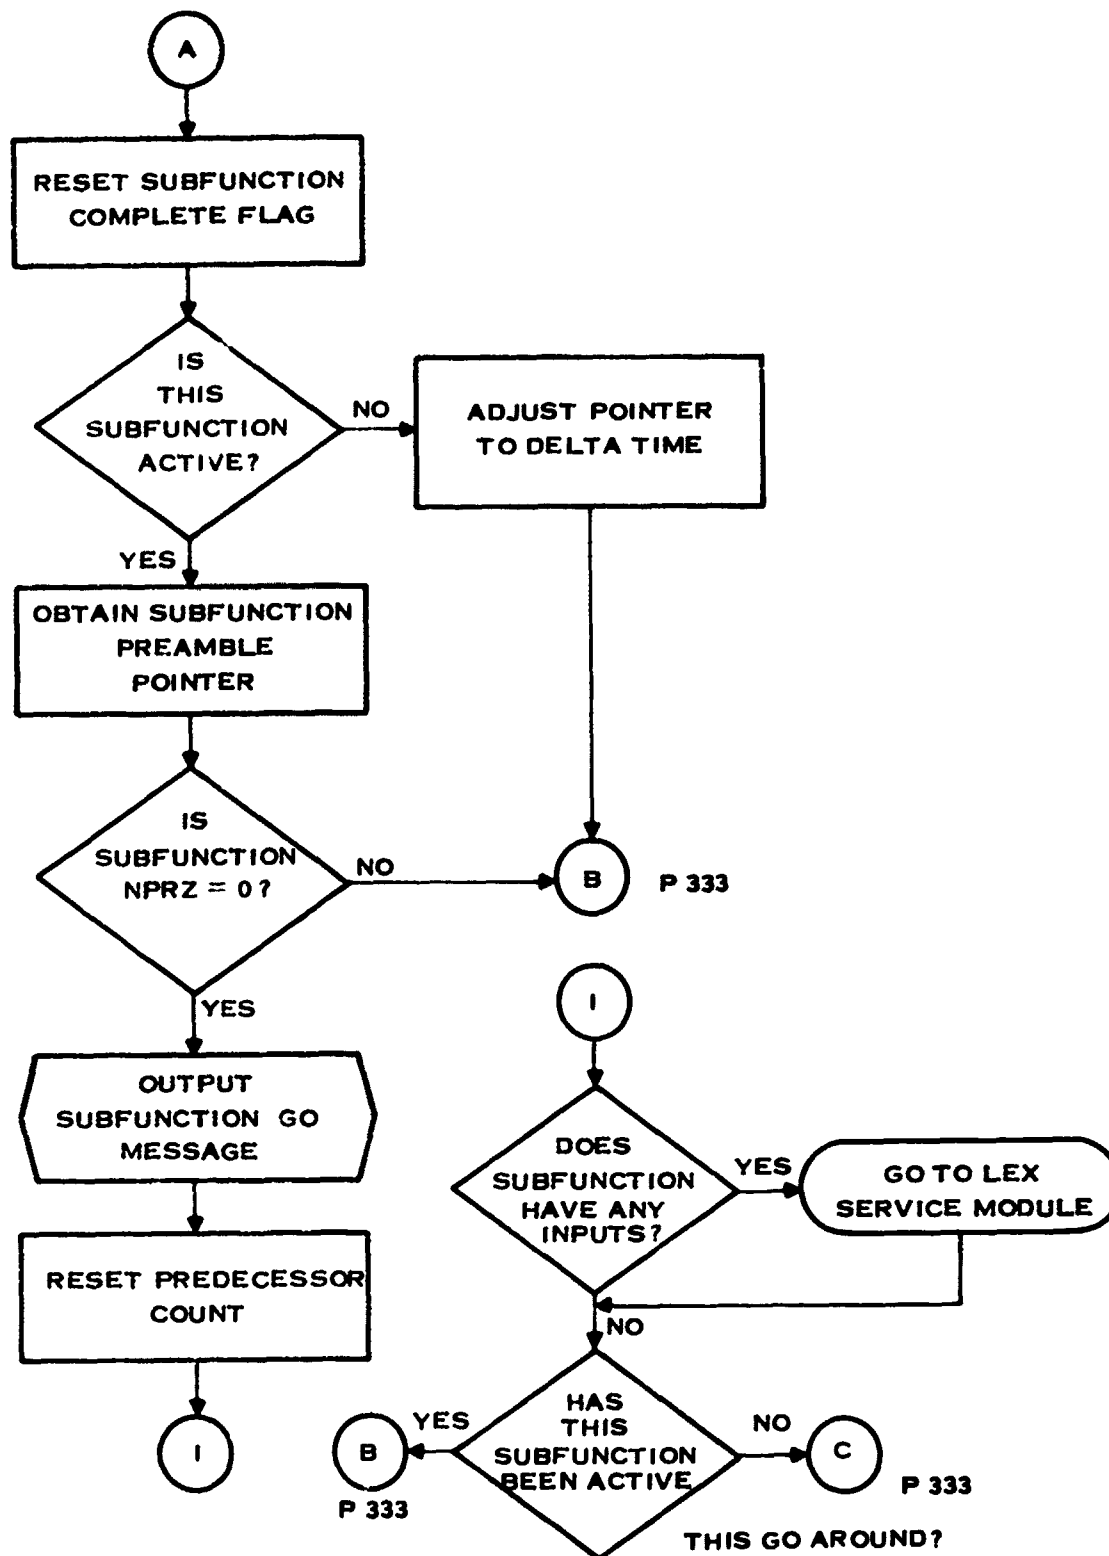 A
RESET SUBFUNCTION
COMPLETE FLAG
IS
THIS
SUBFUNCTION
ACTIVE?
NO
ADJUST POINTER
TO DELTA TIME
YES
OBTAIN SUBFUNCTION
PREAMBLE
POINTER
IS
SUBFUNCTION
NPRZ = 0?
NO
B
P 333
YES
OUTPUT
SUBFUNCTION GO
MESSAGE
RESET PREDECESSOR
COUNT
I
I
DOES
SUBFUNCTION
HAVE ANY
INPUTS?
YES
GO TO LEX
SERVICE MODULE
NO
HAS
THIS
SUBFUNCTION
BEEN ACTIVE
YES
B
P 333
NO
C
P 333
THIS GO AROUND?